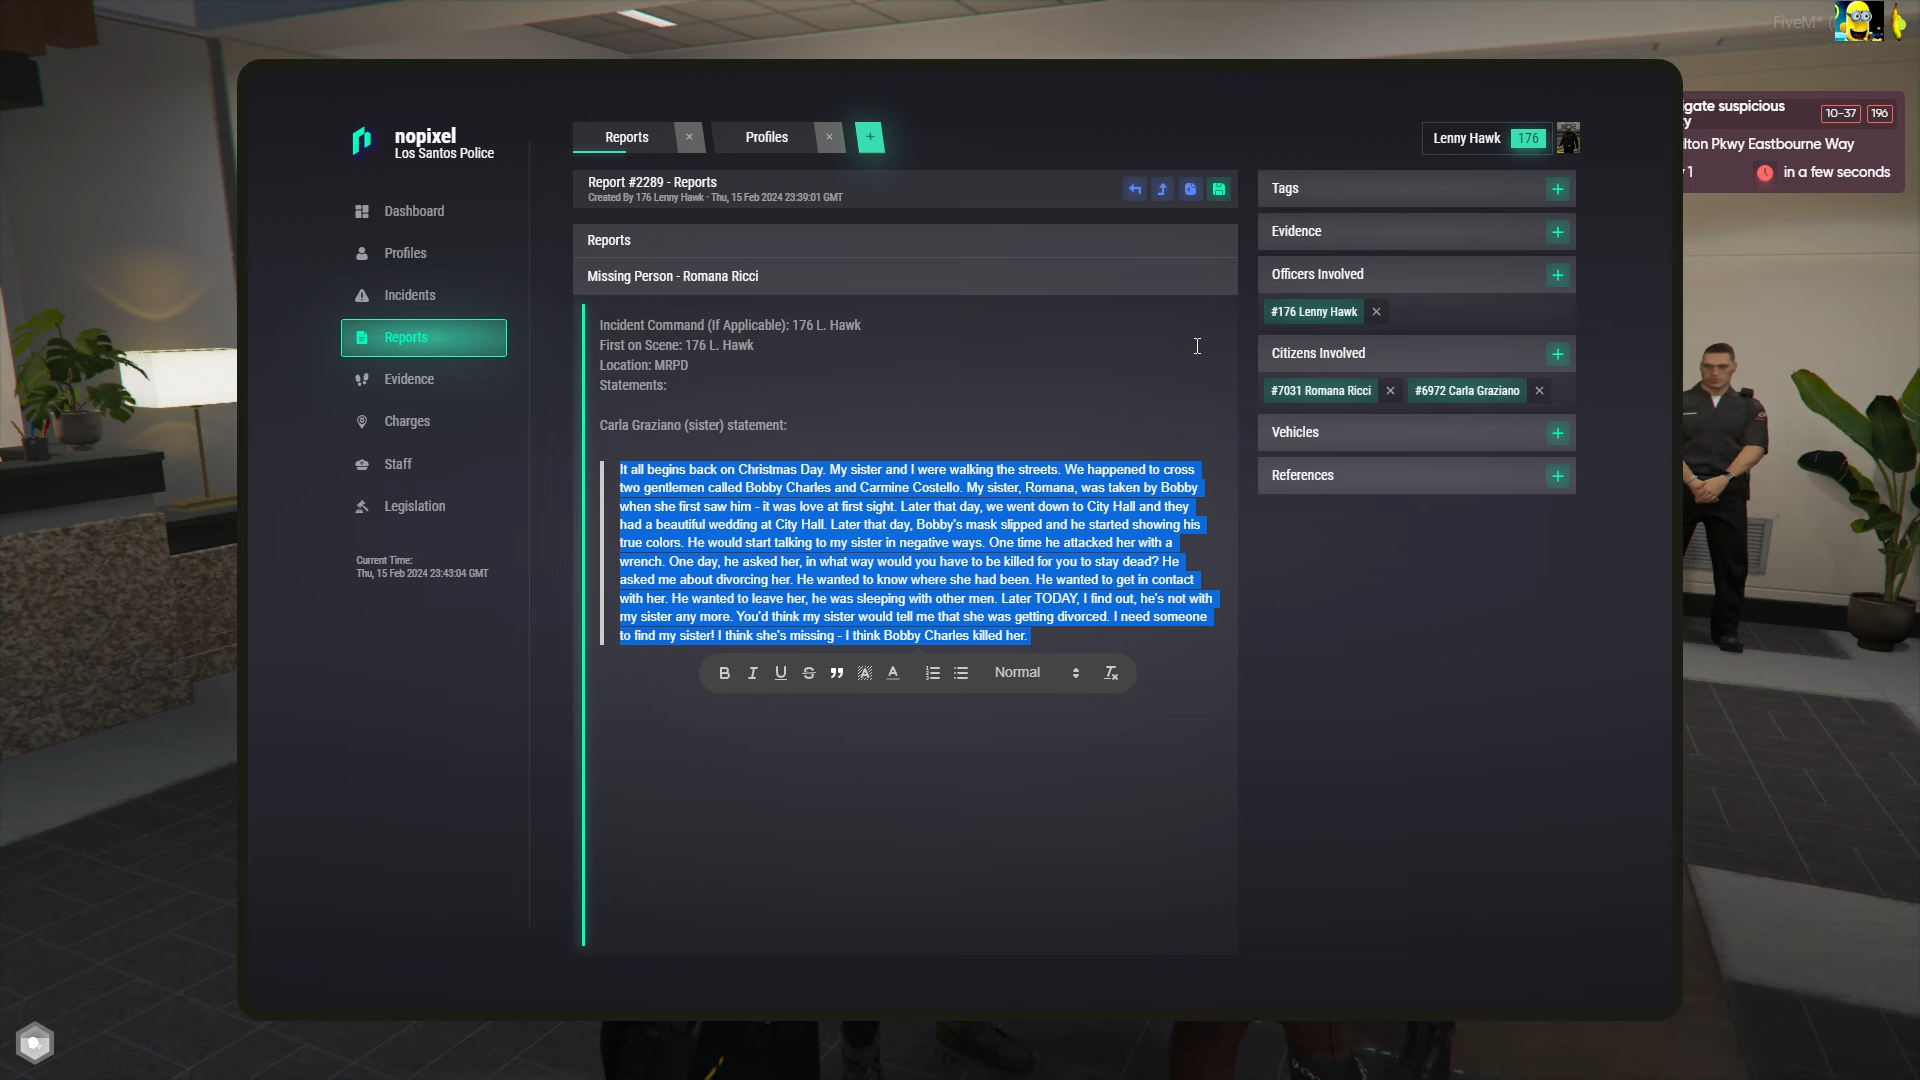 FiveM® (
igate suspicious
y
10-37
196
lton Pkwy Eastbourne Way
1
in a few seconds
nopixel
Los Santos Police
Reports
Profiles
Lenny Hawk 176
Report #2289 - Reports
Created By 176 Lenny Hawk · Thu, 15 Feb 2024 23:39:01 GMT
Dashboard
Profiles
Incidents
Reports
Evidence
Charges
Staff
Legislation
Current Time:
Thu, 15 Feb 2024 23:43:04 GMT
Reports
Missing Person - Romana Ricci
Incident Command (If Applicable): 176 L. Hawk
First on Scene: 176 L. Hawk
Location: MRPD
Statements:
Carla Graziano (sister) statement:
It all begins back on Christmas Day. My sister and I were walking the streets. We happened to cross
two gentlemen called Bobby Charles and Carmine Costello. My sister, Romana, was taken by Bobby
when she first saw him - it was love at first sight. Later that day, we went down to City Hall and they
had a beautiful wedding at City Hall. Later that day, Bobby's mask slipped and he started showing his
true colors. He would start talking to my sister in negative ways. One time he attacked her with a
wrench. One day, he asked her, in what way would you have to be killed for you to stay dead? He
asked me about divorcing her. He wanted to know where she had been. He wanted to get in contact
with her. He wanted to leave her, he was sleeping with other men. Later TODAY, I find out, he's not with
my sister any more. You'd think my sister would tell me that she was getting divorced. I need someone
to find my sister! I think she's missing - I think Bobby Charles killed her.
Normal
Tags
Evidence
Officers Involved
#176 Lenny Hawk
Citizens Involved
#7031 Romana Ricci
#6972 Carla Graziano
Vehicles
References